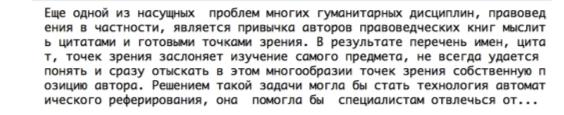 Еще одной из насущных  проблем многих гуманитарных дисциплин, правовед
ения в частности, является привычка авторов правоведческих книг мыслит
ь цитатами и готовыми точками зрения. В результате перечень имен, цита
т, точек зрения заслоняет изучение самого предмета, не всегда удается
понять и сразу отыскать в этом многообразии точек зрения собственную п
озицию автора. Решением такой задачи могла бы стать технология автомат
ического реферирования, она  помогла бы  специалистам отвлечься от...